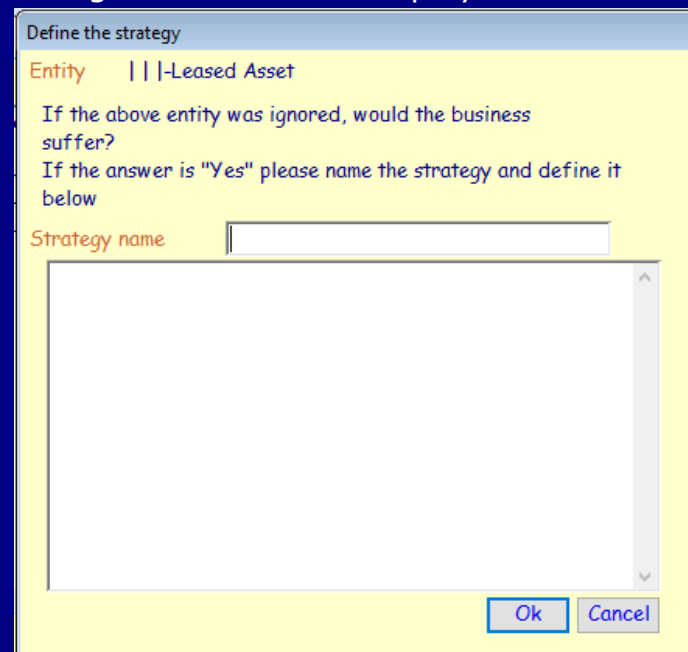 Define the strategy
Entity | | |-Leased Asset
If the above entity was ignored, would the business
suffer?
If the answer is "Yes" please name the strategy and define it
below
Strategy name
Ok Cancel